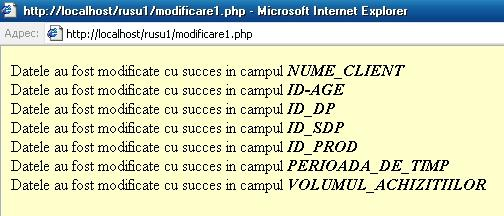 http://localhost/rusu1/modificare1.php - Microsoft Internet Explorer
Адрес: http://localhost/rusu1/modificare1.php
Datele au fost modificate cu succes in campul NUME_CLIENT
Datele au fost modificate cu succes in campul ID-AGE
Datele au fost modificate cu succes in campul ID_DP
Datele au fost modificate cu succes in campul ID_SDP
Datele au fost modificate cu succes in campul ID_PROD
Datele au fost modificate cu succes in campul PERIOADA_DE_TIMP
Datele au fost modificate cu succes in campul VOLUMUL_ACHIZITIILOR